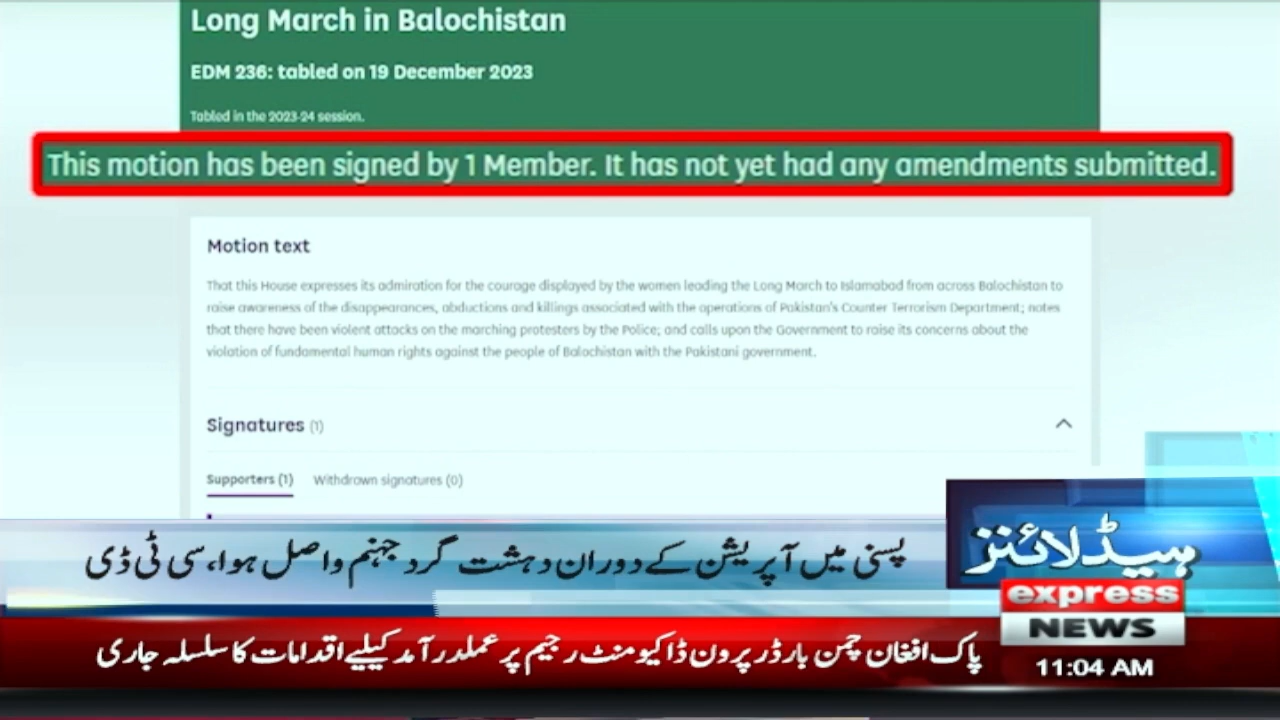 Long March in Balochistan
EDM 236: tabled on 19 December 2023
Tabled in the 2023-24 session.
This motion has been signed by 1 Member. It has not yet had any amendments submitted.
Motion text
That this House expresses its admiration for the courage displayed by the women leading the Long March to Islamabad from across Balochistan to
raise awareness of the disappearances, abductions and killings associated with the operations of Pakistan's Counter Terrorism Department; notes
that there have been violent attacks on the marching protesters by the Police; and calls upon the Government to raise its concerns about the
violation of fundamental human rights against the people of Balochistan with the Pakistani government.
Signatures (1)
Supporters (1) Withdrawn signatures (0)
ہیڈلائنز
پسنی میں آپریشن کے دوران دہشت گرد جہنم واصل ہوا، سی ٹی ڈی
express
NEWS
پاک افغان چمن بارڈر پر ون ڈاکیومنٹ رجیم پر عملدرآمد کیلیے اقدامات کا سلسلہ جاری
11:04 AM